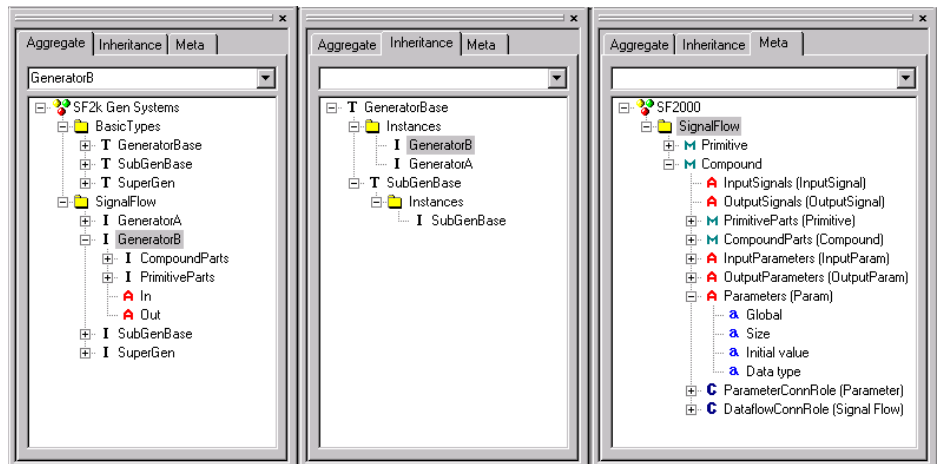 Aggregate Inheritance Meta
GeneratorB
SF2k Gen Systems
BasicTypes
T GeneratorBase
T SubGenBase
T SuperGen
SignalFlow
I GeneratorA
I GeneratorB
I CompoundParts
I PrimitiveParts
A In
A Out
I SubGenBase
I SuperGen
Aggregate Inheritance Meta
T GeneratorBase
Instances
I GeneratorB
I GeneratorA
T SubGenBase
Instances
I SubGenBase
Aggregate Inheritance Meta
SF2000
SignalFlow
M Primitive
M Compound
A InputSignals (InputSignal)
A OutputSignals (OutputSignal)
M PrimitiveParts (Primitive)
M CompoundParts (Compound)
A InputParameters (InputParam)
A OutputParameters (OutputParam)
A Parameters (Param)
a Global
a Size
a Initial value
a Data type
C ParameterConnRole (Parameter)
C DataflowConnRole (Signal Flow)